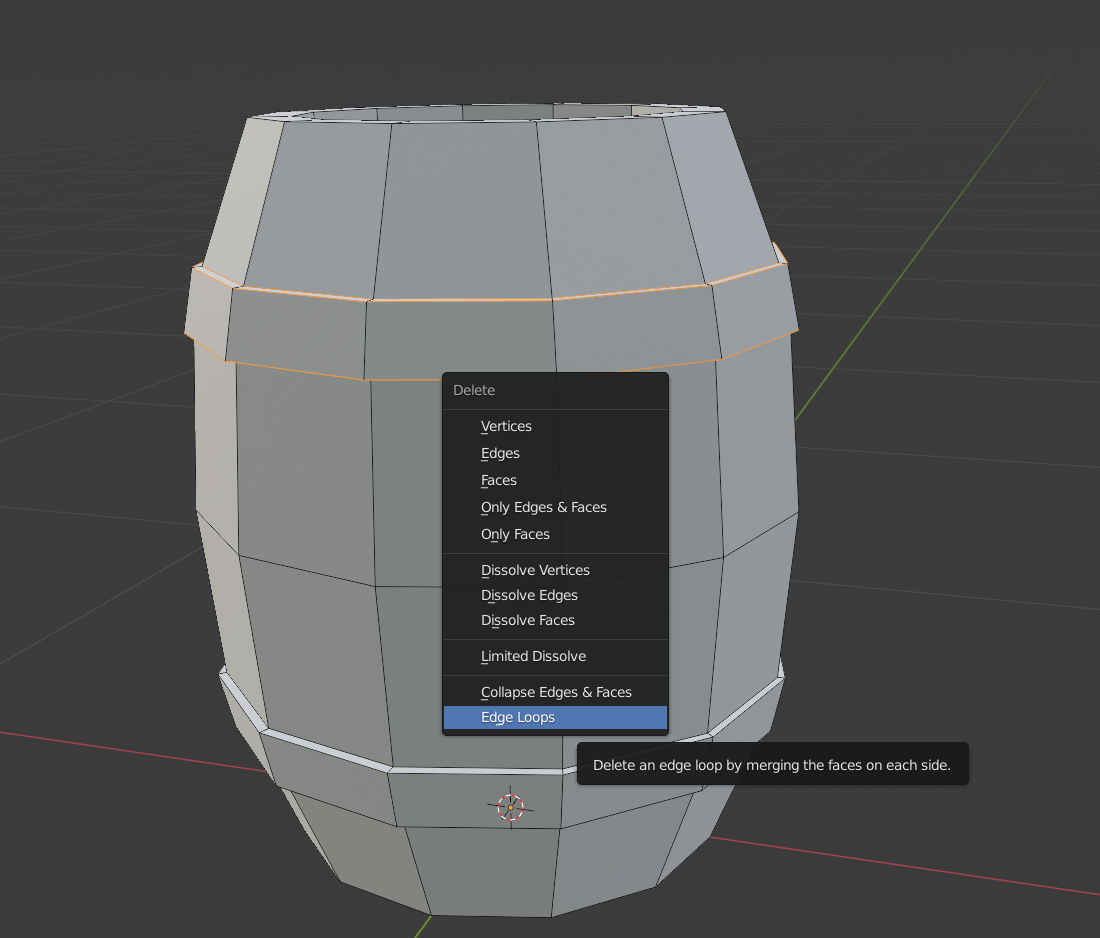 Delete
Vertices
Edges
Faces
Only Edges & Faces
Only Faces
Dissolve Vertices
Dissolve Edges
Dissolve Faces
Limited Dissolve
Collapse Edges & Faces
Edge Loops
Delete an edge loop by merging the faces on each side.